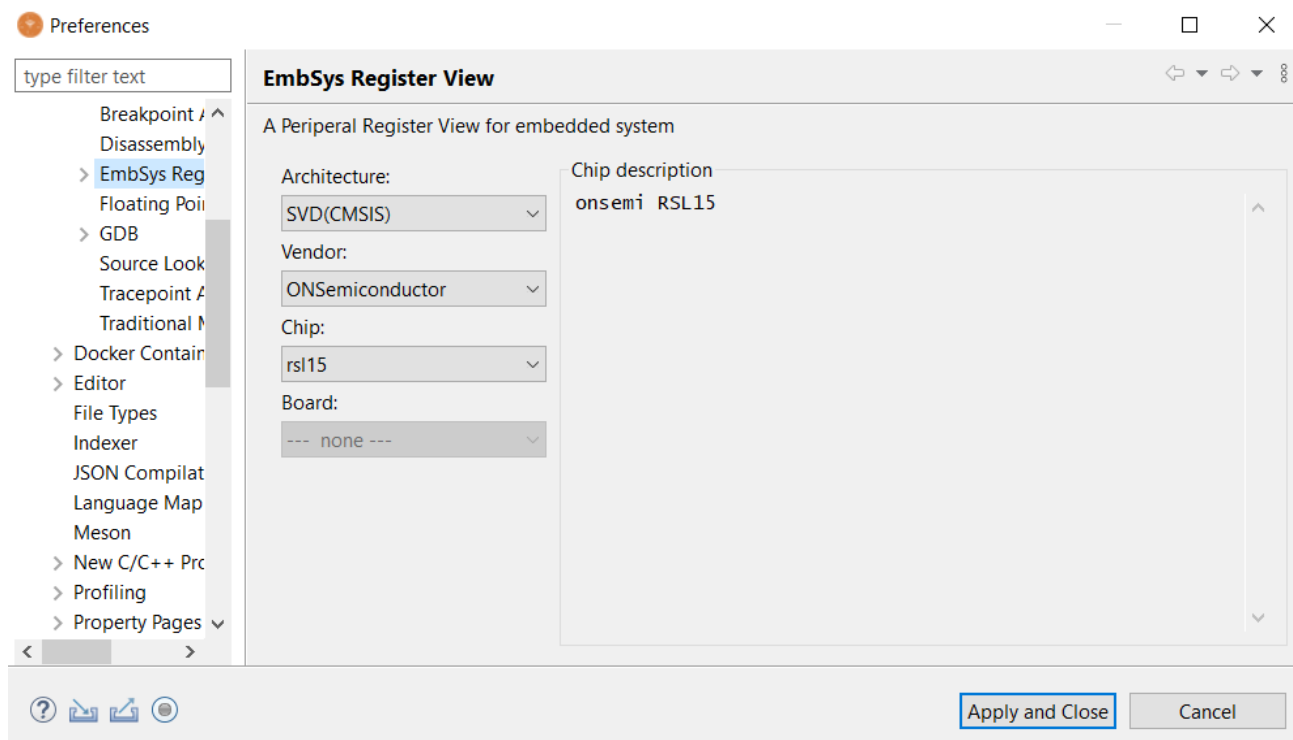 Preferences
type filter text
Breakpoint A
Disassembly
EmbSys Reg
Floating Poi
GDB
Source Look
Tracepoint A
Traditional M
Docker Contain
Editor
File Types
Indexer
JSON Compilat
Language Map
Meson
New C/C++ Pro
Profiling
Property Pages
EmbSys Register View
A Periperal Register View for embedded system
Architecture:
SVD(CMSIS)
Vendor:
ONSemiconductor
Chip:
rsl15
Board:
--- none ---
Chip description
onsemi RSL15
Apply and Close
Cancel